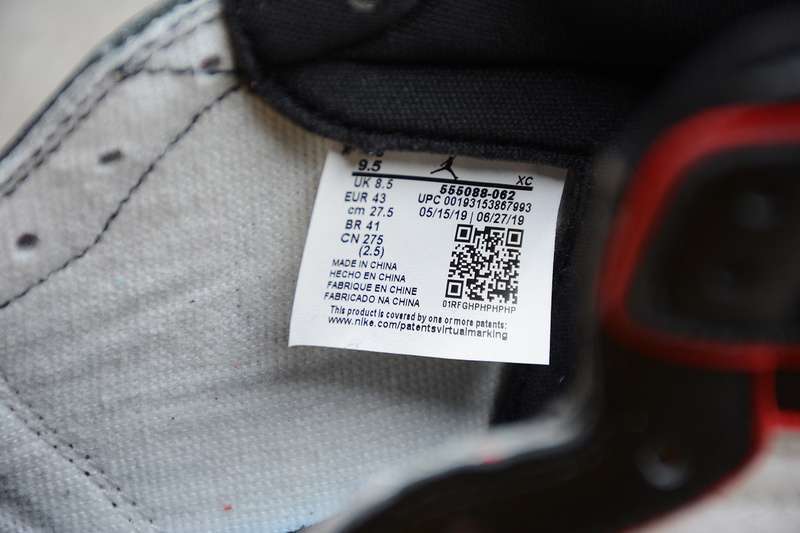 9.5
XC
UK 8.5
555088-062
EUR 43
UPC 00193153867993
cm 27.5
05/15/19 | 06/27/19
BR 41
CN 275
(2.5)
MADE IN CHINA
HECHO EN CHINA
FABRIQUE EN CHINE
FABRICADO NA CHINA
01RFGHPHPHPHP
This product is covered by one or more patents:
www.nike.com/patentsvirtualmarking